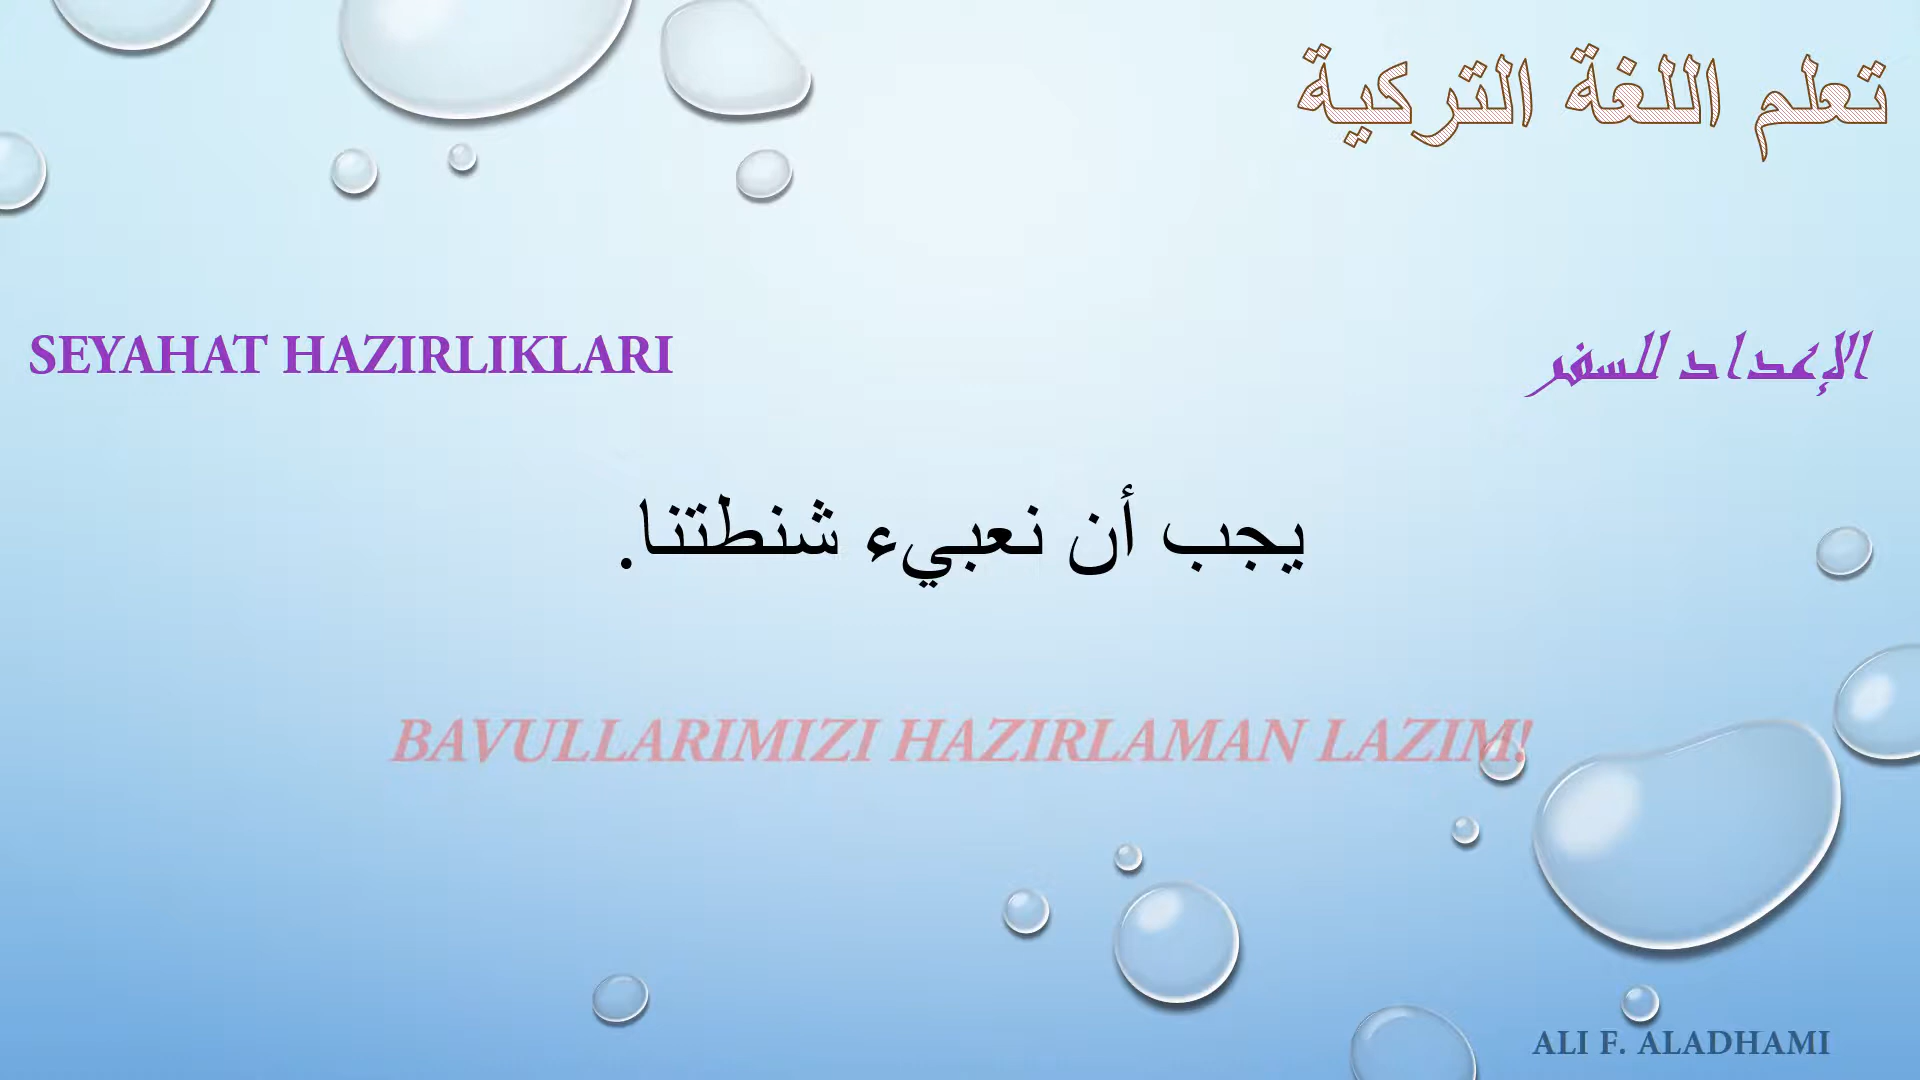 تعلم اللغة التركية
SEYAHAT HAZIRLIKLARI
الإعداد للسفر
يجب أن نعبيء شنطتنا.
BAVULLARIMIZI HAZIRLAMAN LAZIM!
ALI F. ALADHAMI